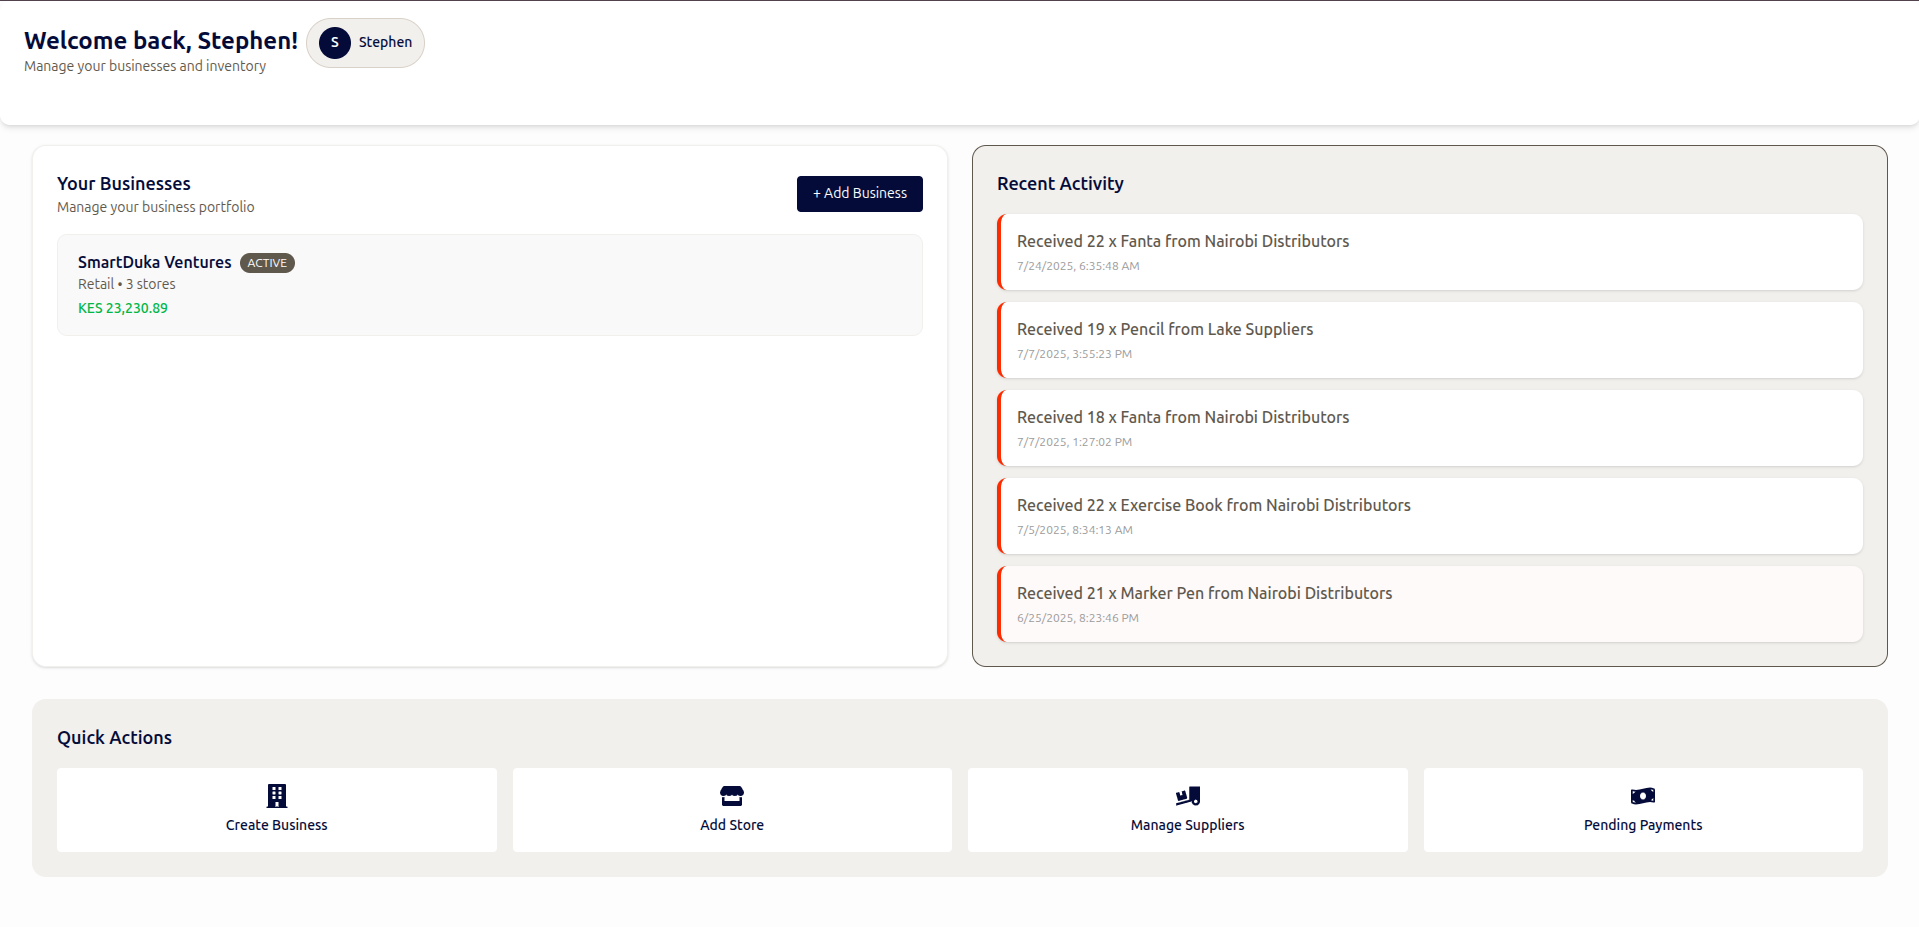 Welcome back, Stephen!
S Stephen
Manage your businesses and inventory
Your Businesses
Manage your business portfolio
+ Add Business
SmartDuka Ventures ACTIVE
Retail • 3 stores
KES 23,230.89
Recent Activity
Received 22 x Fanta from Nairobi Distributors
7/24/2025, 6:35:48 AM
Received 19 x Pencil from Lake Suppliers
7/7/2025, 3:55:23 PM
Received 18 x Fanta from Nairobi Distributors
7/7/2025, 1:27:02 PM
Received 22 x Exercise Book from Nairobi Distributors
7/5/2025, 8:34:13 AM
Received 21 x Marker Pen from Nairobi Distributors
6/25/2025, 8:23:46 PM
Quick Actions
Create Business
Add Store
Manage Suppliers
Pending Payments